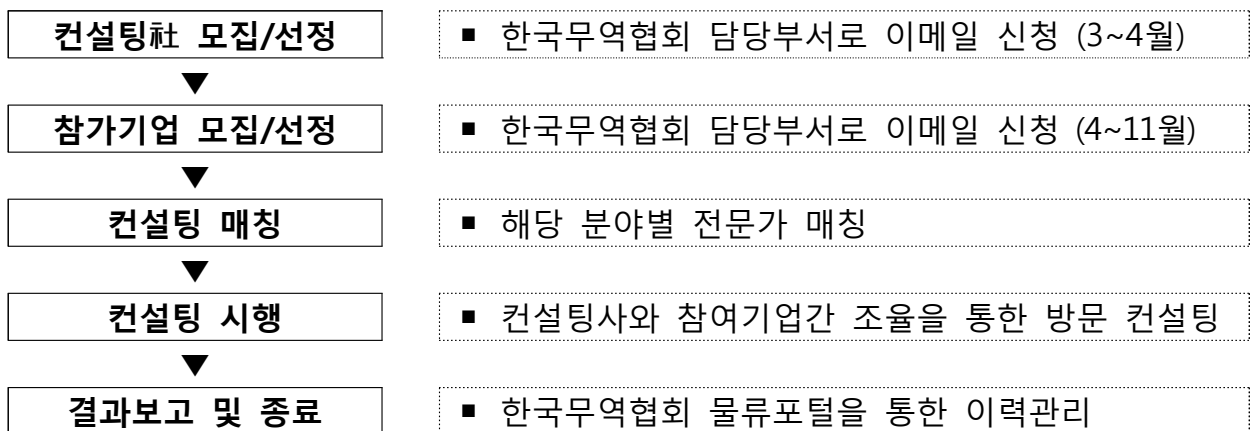 컨설팅社 모집/선정
■ 한국무역협회 담당부서로 이메일 신청 (3~4월)
▼
참가기업 모집/선정
■ 한국무역협회 담당부서로 이메일 신청 (4~11월)
▼
컨설팅 매칭
■ 해당 분야별 전문가 매칭
▼
컨설팅 시행
■ 컨설팅사와 참여기업간 조율을 통한 방문 컨설팅
▼
결과보고 및 종료
■ 한국무역협회 물류포털을 통한 이력관리